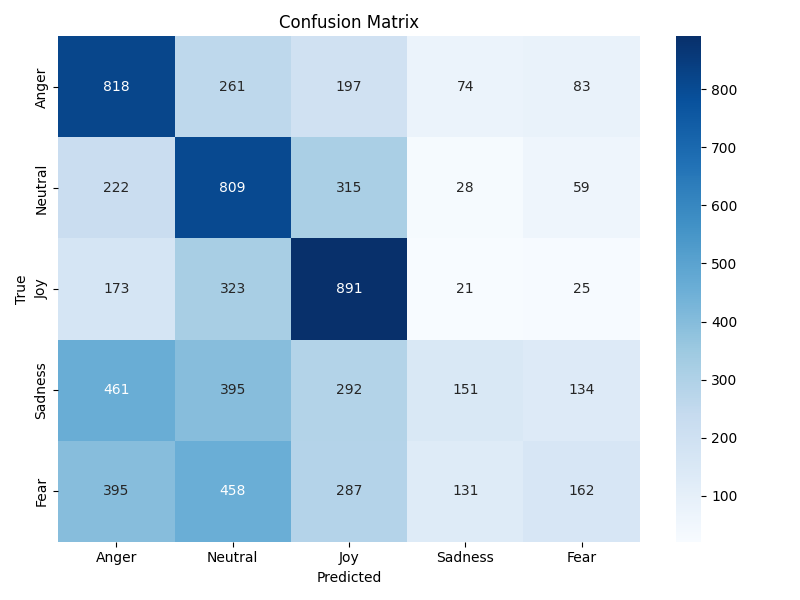 Confusion Matrix
True
Anger 818 261 197 74 83
Neutral 222 809 315 28 59
Joy 173 323 891 21 25
Sadness 461 395 292 151 134
Fear 395 458 287 131 162
Anger Neutral Joy Sadness Fear
Predicted
800
700
600
500
400
300
200
100